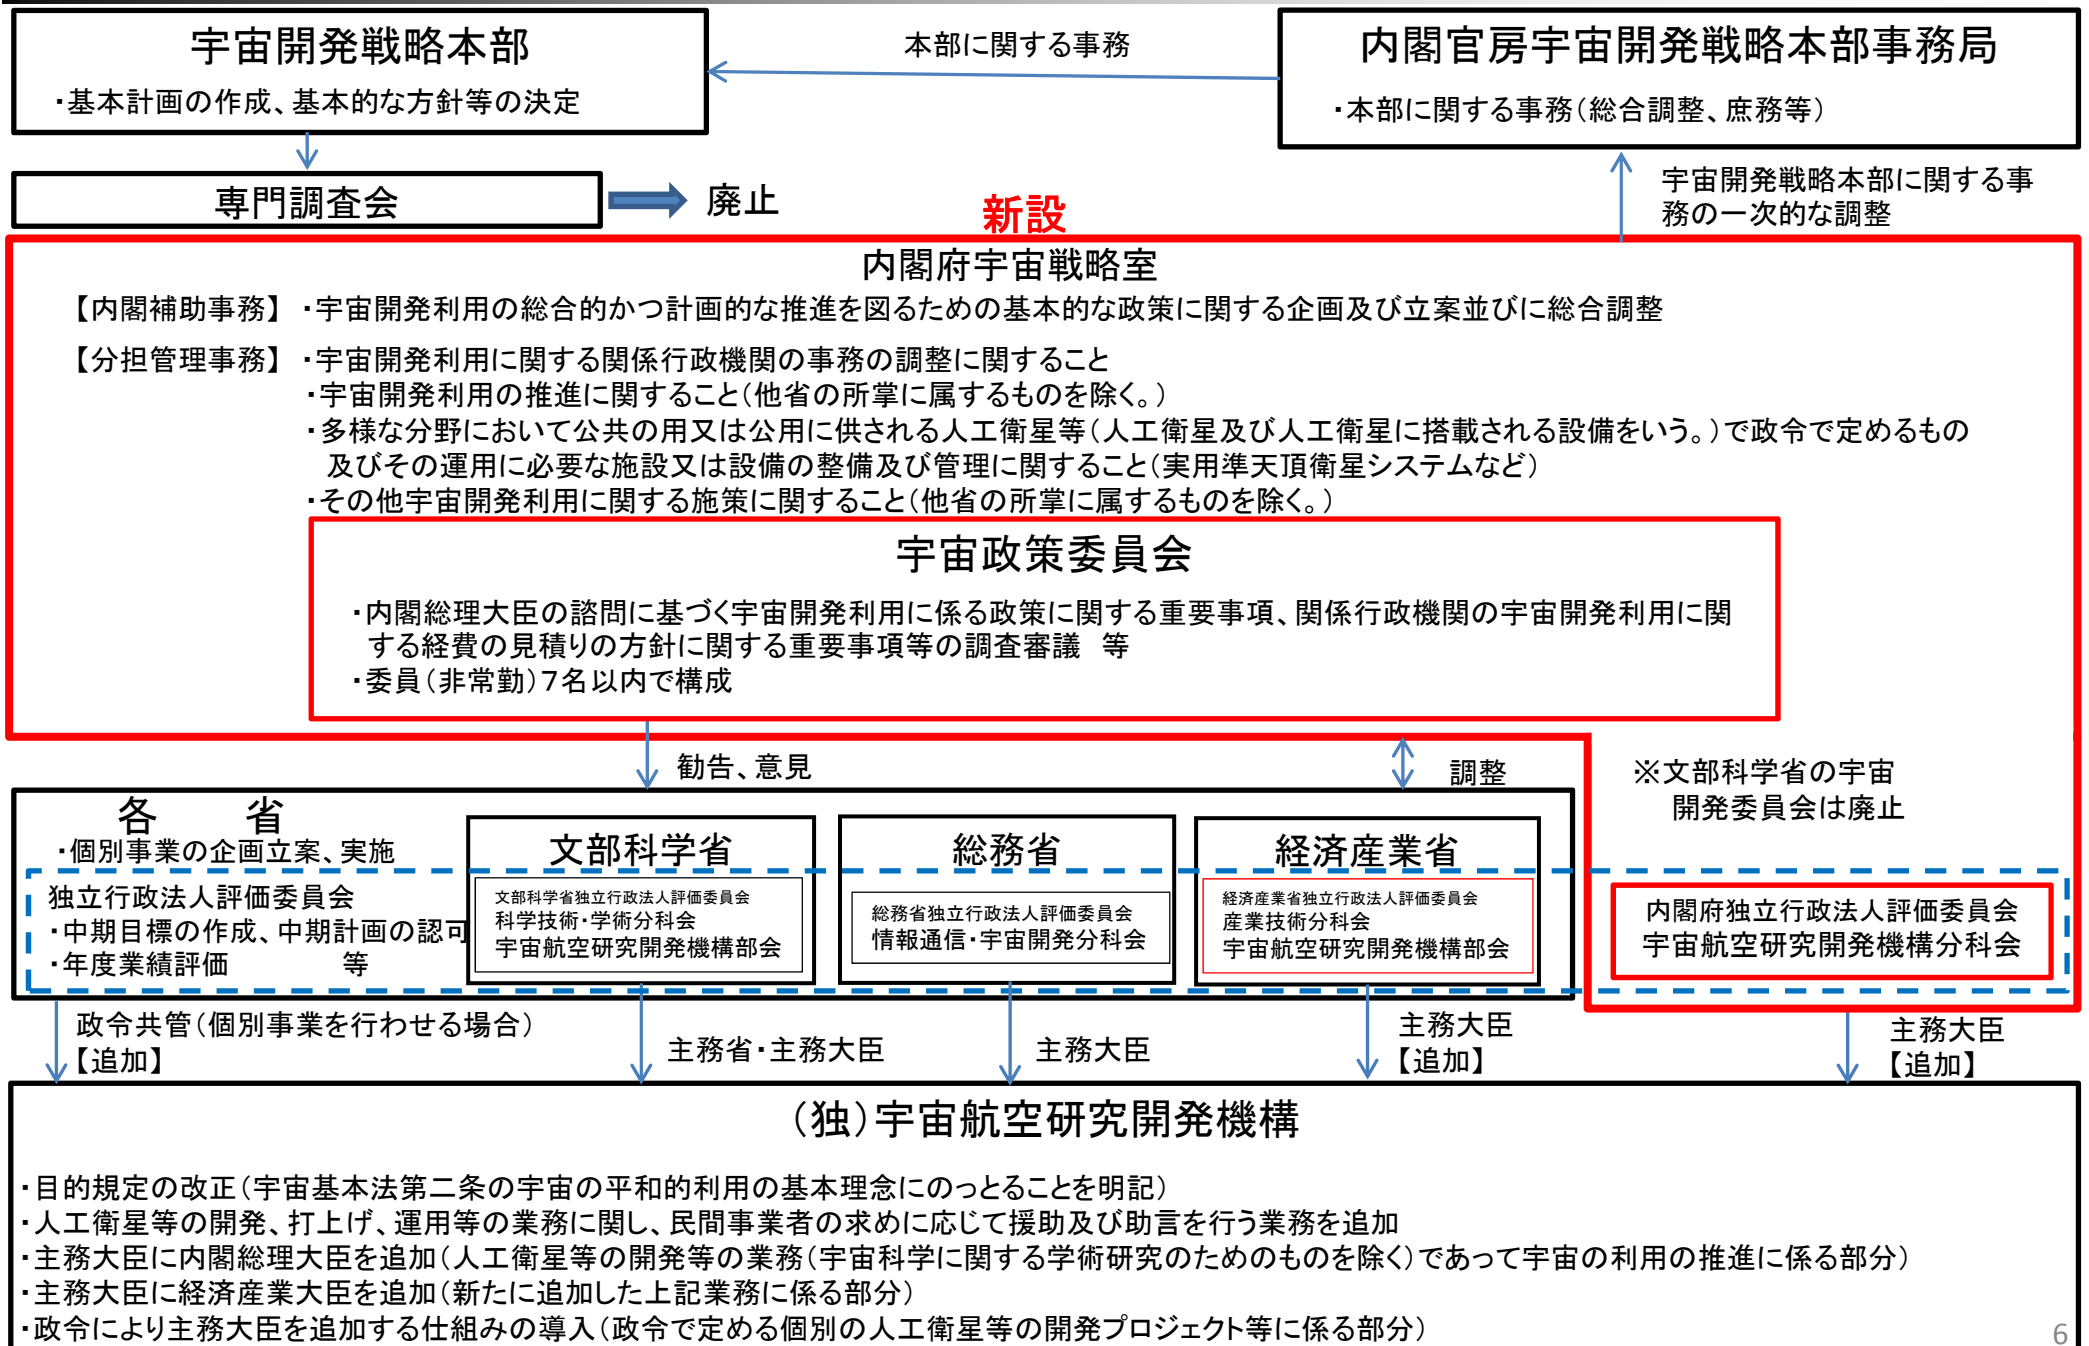 宇宙開発戦略本部
・基本計画の作成、基本的な方針等の決定
本部に関する事務
内閣官房宇宙開発戦略本部事務局
・本部に関する事務（総合調整、庶務等）
専門調査会
廃止
新設
宇宙開発戦略本部に関する事
務の一次的な調整
内閣府宇宙戦略室
【内閣補助事務】 ・宇宙開発利用の総合的かつ計画的な推進を図るための基本的な政策に関する企画及び立案並びに総合調整
【分担管理事務】 ・宇宙開発利用に関する関係行政機関の事務の調整に関すること
・宇宙開発利用の推進に関すること（他省の所掌に属するものを除く。）
・多様な分野において公共の用又は公用に供される人工衛星等（人工衛星及び人工衛星に搭載される設備をいう。）で政令で定めるもの
及びその運用に必要な施設又は設備の整備及び管理に関すること（実用準天頂衛星システムなど）
・その他宇宙開発利用に関する施策に関すること（他省の所掌に属するものを除く。）
宇宙政策委員会
・内閣総理大臣の諮問に基づく宇宙開発利用に係る政策に関する重要事項、関係行政機関の宇宙開発利用に関
する経費の見積りの方針に関する重要事項等の調査審議　等
・委員（非常勤）７名以内で構成
勧告、意見
調整
※文部科学省の宇宙
開発委員会は廃止
各　省
・個別事業の企画立案、実施
独立行政法人評価委員会
・中期目標の作成、中期計画の認可
・年度業績評価　　　等
文部科学省
文部科学省独立行政法人評価委員会
科学技術・学術分科会
宇宙航空研究開発機構部会
総務省
総務省独立行政法人評価委員会
情報通信・宇宙開発分科会
経済産業省
経済産業省独立行政法人評価委員会
産業技術分科会
宇宙航空研究開発機構部会
内閣府独立行政法人評価委員会
宇宙航空研究開発機構分科会
政令共管（個別事業を行わせる場合）
【追加】
主務省・主務大臣
主務大臣
主務大臣
【追加】
主務大臣
【追加】
（独）宇宙航空研究開発機構
・目的規定の改正（宇宙基本法第二条の宇宙の平和的利用の基本理念にのっとることを明記）
・人工衛星等の開発、打上げ、運用等の業務に関し、民間事業者の求めに応じて援助及び助言を行う業務を追加
・主務大臣に内閣総理大臣を追加（人工衛星等の開発等の業務（宇宙科学に関する学術研究のためのものを除く）であって宇宙の利用の推進に係る部分）
・主務大臣に経済産業大臣を追加（新たに追加した上記業務に係る部分）
・政令により主務大臣を追加する仕組みの導入（政令で定める個別の人工衛星等の開発プロジェクト等に係る部分）
6